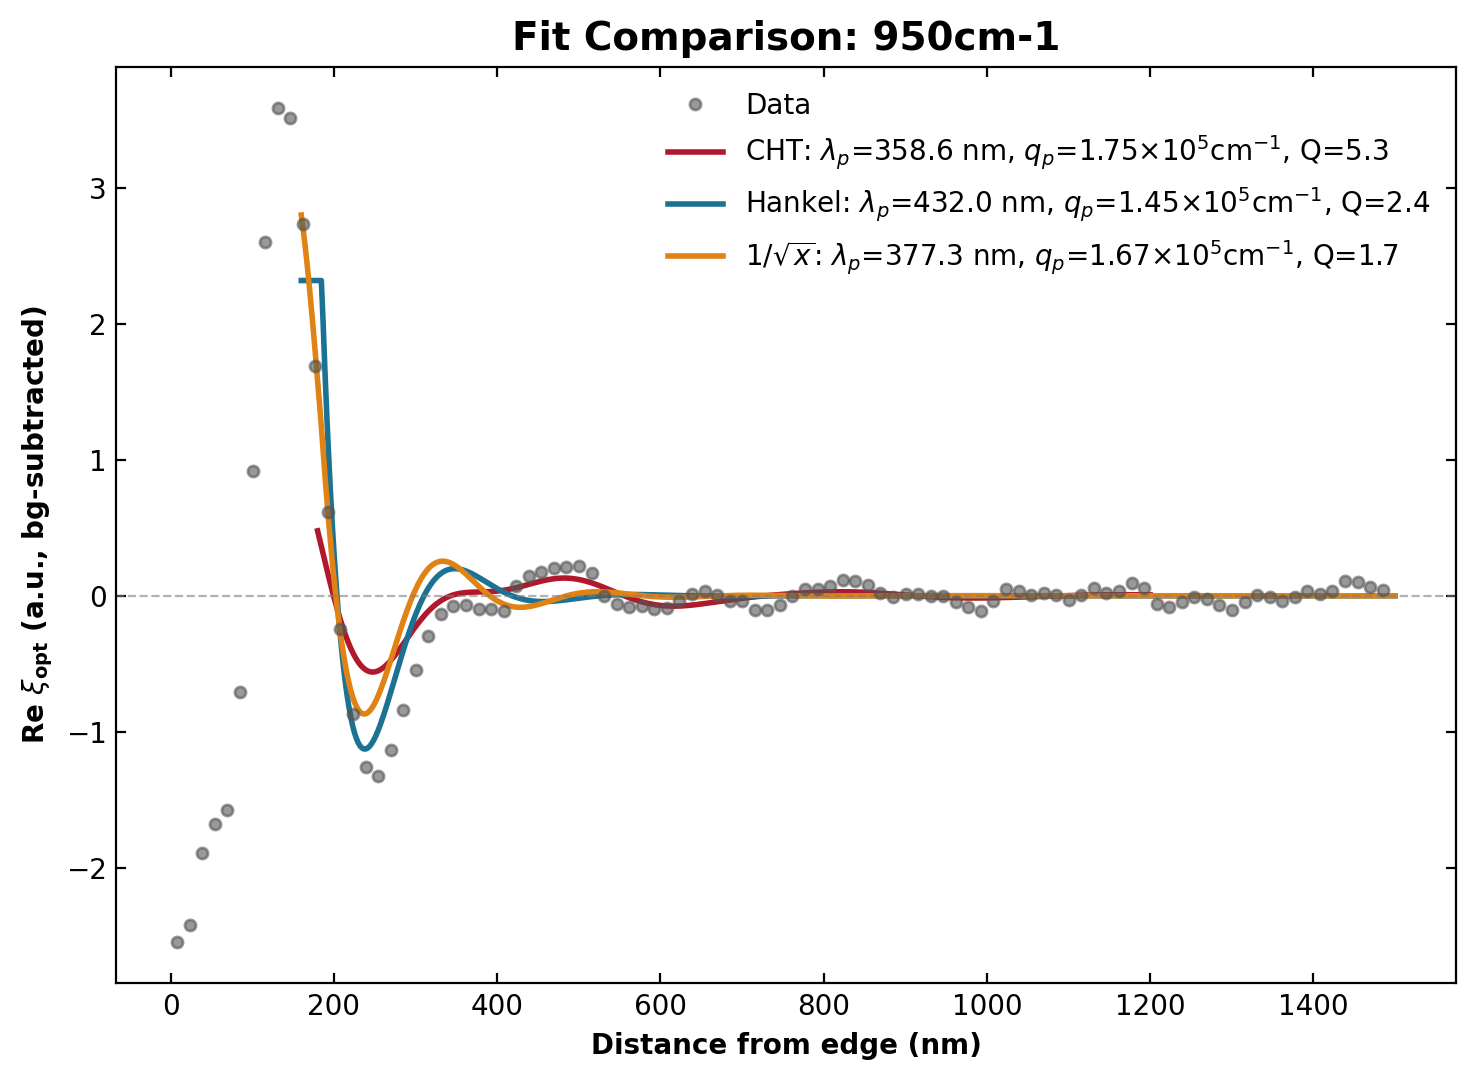 Fit Comparison: 950cm-1
Data
CHT: λₚ=358.6 nm, qₚ=1.75×10⁵cm⁻¹, Q=5.3
Hankel: λₚ=432.0 nm, qₚ=1.45×10⁵cm⁻¹, Q=2.4
1/√x: λₚ=377.3 nm, qₚ=1.67×10⁵cm⁻¹, Q=1.7
Re ξ_opt (a.u., bg-subtracted)
3
2
1
0
−1
−2
0 200 400 600 800 1000 1200 1400
Distance from edge (nm)